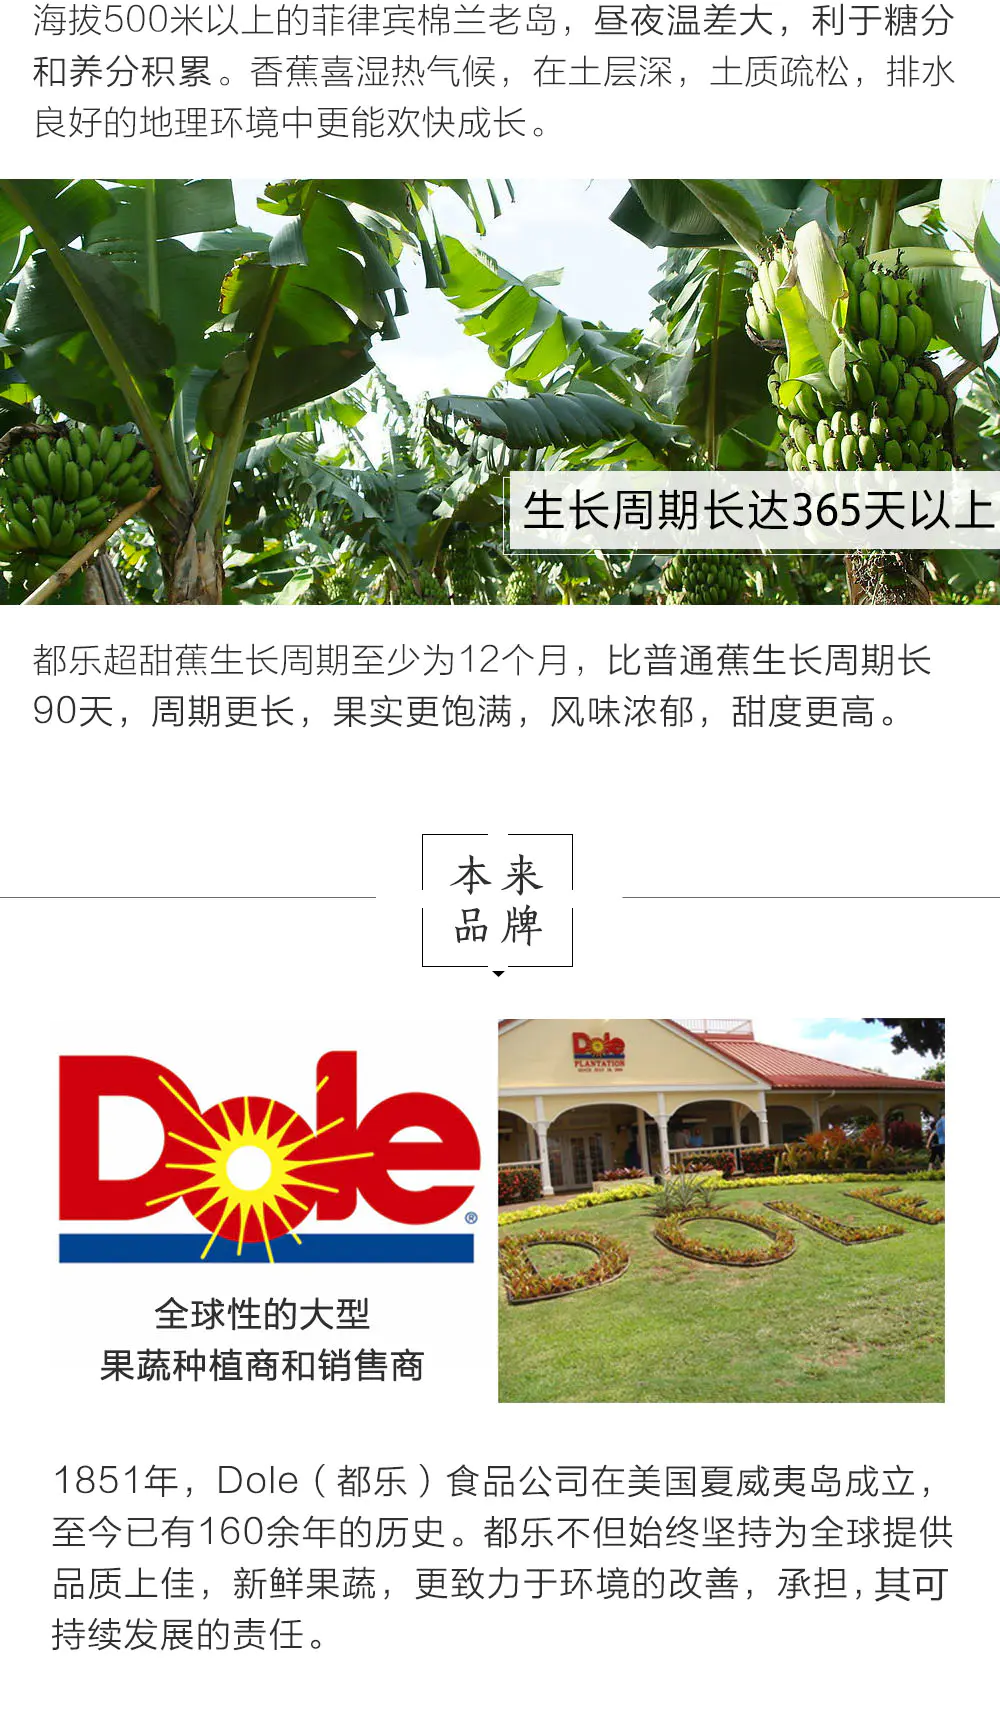 海拔500米以上的菲律宾棉兰老岛，昼夜温差大，利于糖分
和养分积累。香蕉喜湿热气候，在土层深，土质疏松，排水
良好的地理环境中更能欢快成长。
生长周期长达365天以上
都乐超甜蕉生长周期至少为12个月，比普通蕉生长周期长
90天，周期更长，果实更饱满，风味浓郁，甜度更高。
本来
品牌
Dole®
Dole
PLANTATION
DOLE
全球性的大型
果蔬种植商和销售商
1851年，Dole（都乐）食品公司在美国夏威夷岛成立，
至今已有160余年的历史。都乐不但始终坚持为全球提供
品质上佳，新鲜果蔬，更致力于环境的改善，承担，其可
持续发展的责任。